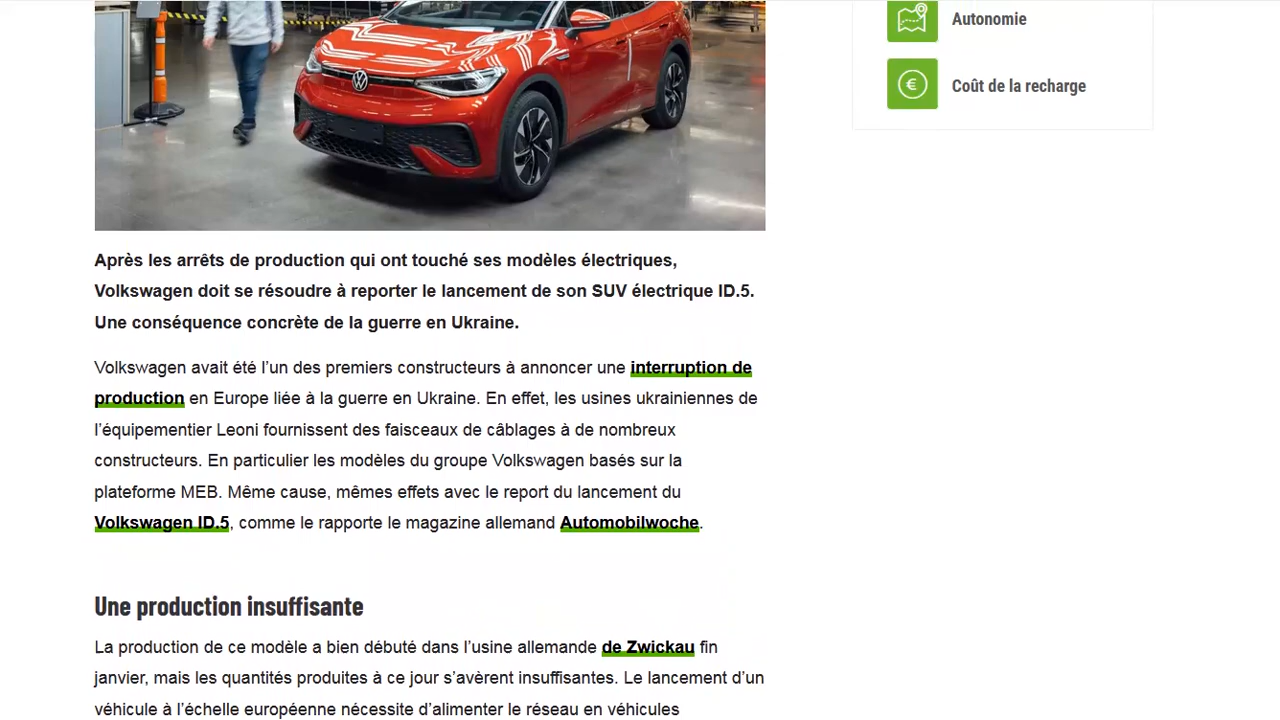 Autonomie
Coût de la recharge
Après les arrêts de production qui ont touché ses modèles électriques,
Volkswagen doit se résoudre à reporter le lancement de son SUV électrique ID.5.
Une conséquence concrète de la guerre en Ukraine.
Volkswagen avait été l’un des premiers constructeurs à annoncer une interruption de
production en Europe liée à la guerre en Ukraine. En effet, les usines ukrainiennes de
l’équipementier Leoni fournissent des faisceaux de câblages à de nombreux
constructeurs. En particulier les modèles du groupe Volkswagen basés sur la
plateforme MEB. Même cause, mêmes effets avec le report du lancement du
Volkswagen ID.5, comme le rapporte le magazine allemand Automobilwoche.
Une production insuffisante
La production de ce modèle a bien débuté dans l’usine allemande de Zwickau fin
janvier, mais les quantités produites à ce jour s’avèrent insuffisantes. Le lancement d’un
véhicule à l’échelle européenne nécessite d’alimenter le réseau en véhicules